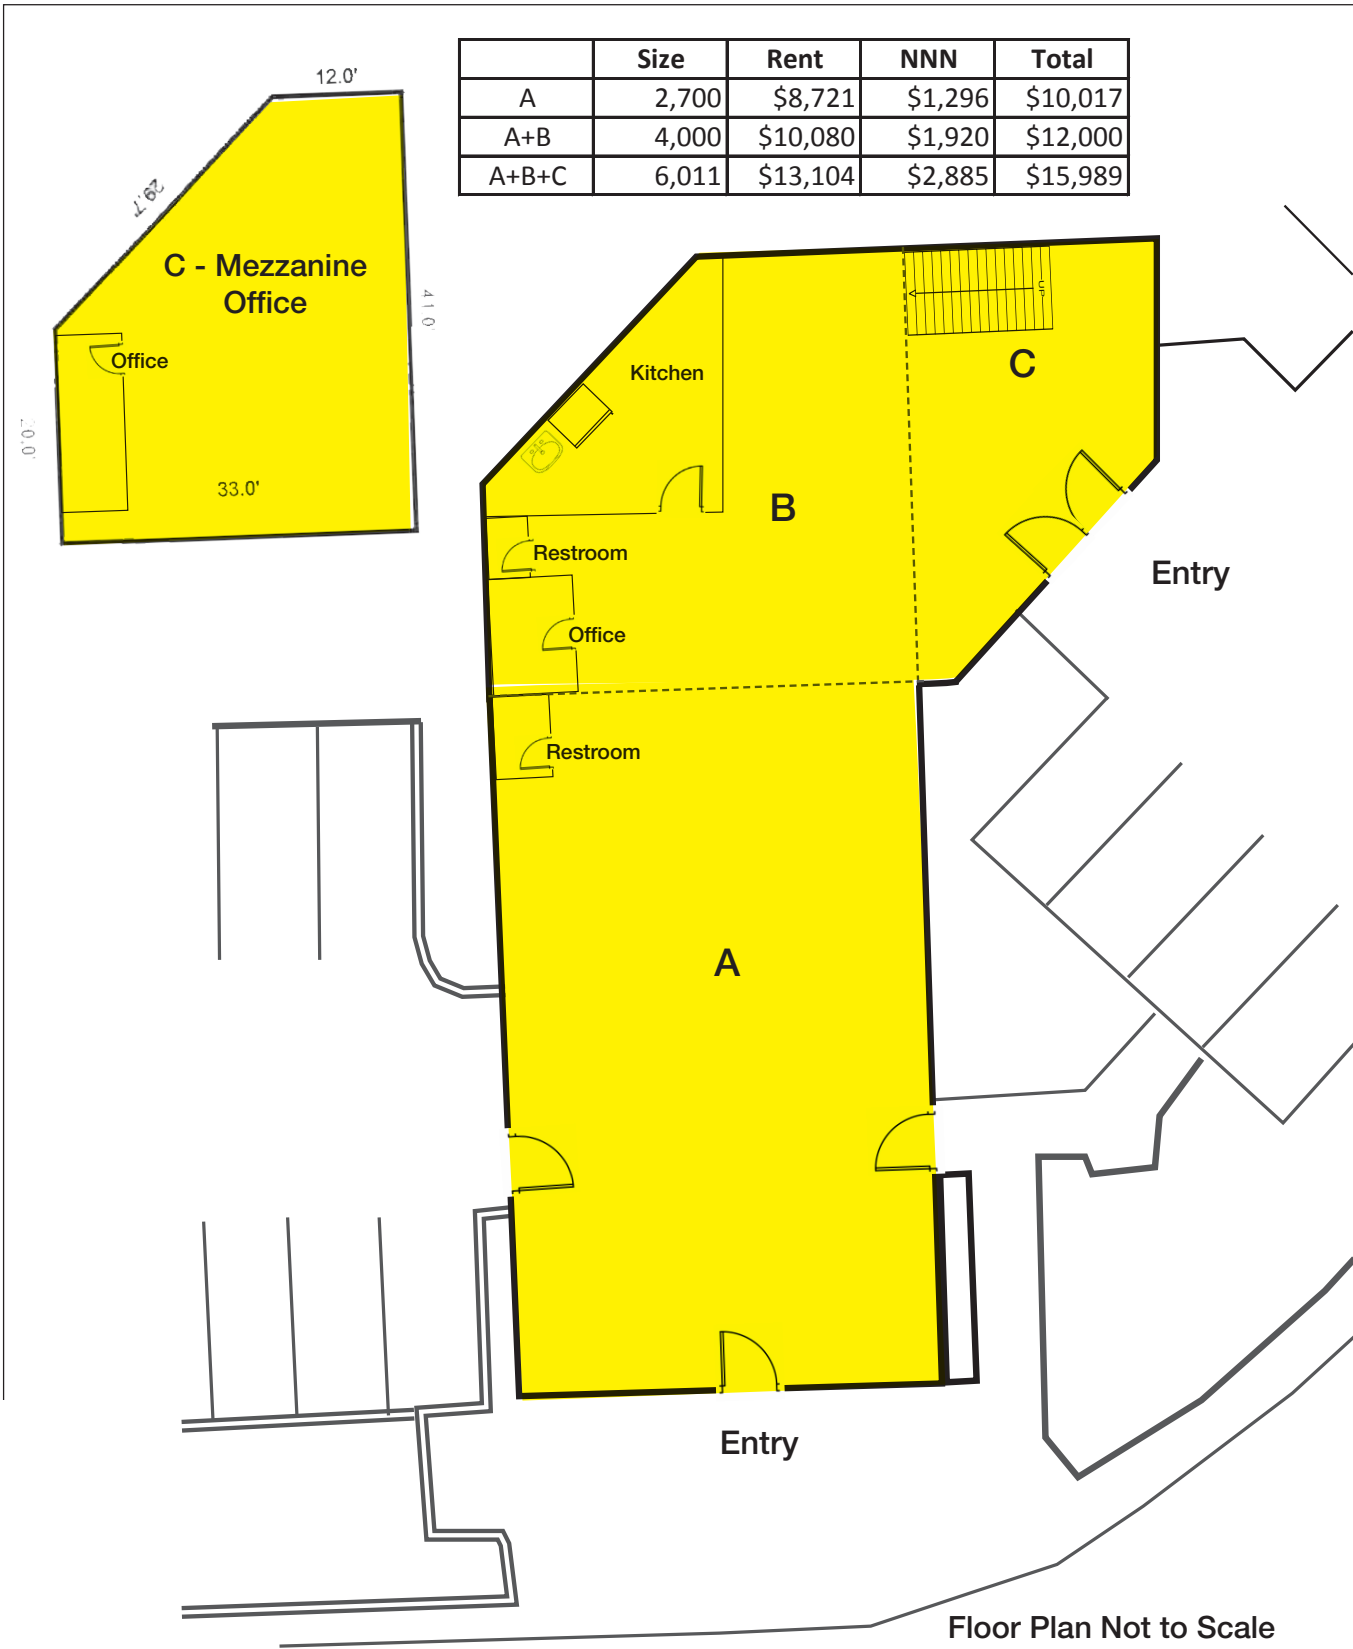 Size Rent NNN Total
A 2,700 $8,721 $1,296 $10,017
A+B 4,000 $10,080 $1,920 $12,000
A+B+C 6,011 $13,104 $2,885 $15,989
12.0'
29.7'
C - Mezzanine
Office
41.0'
Office
20.0'
33.0'
UP
Kitchen
C
B
Restroom
Entry
Office
Restroom
A
Entry
Floor Plan Not to Scale